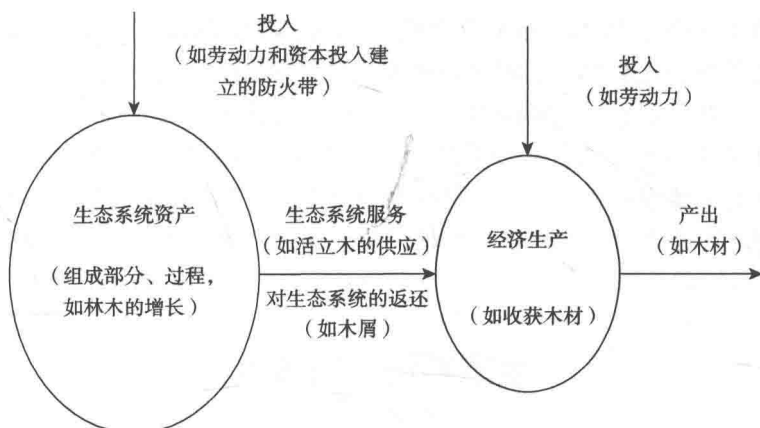 投入
（如劳动力和资本投入建
立的防火带）
投入
（如劳动力）
生态系统资产
（组成部分、过程，
如林木的增长）
生态系统服务
（如活立木的供应）
对生态系统的返还
（如木屑）
经济生产
（如收获木材）
产出
（如木材）